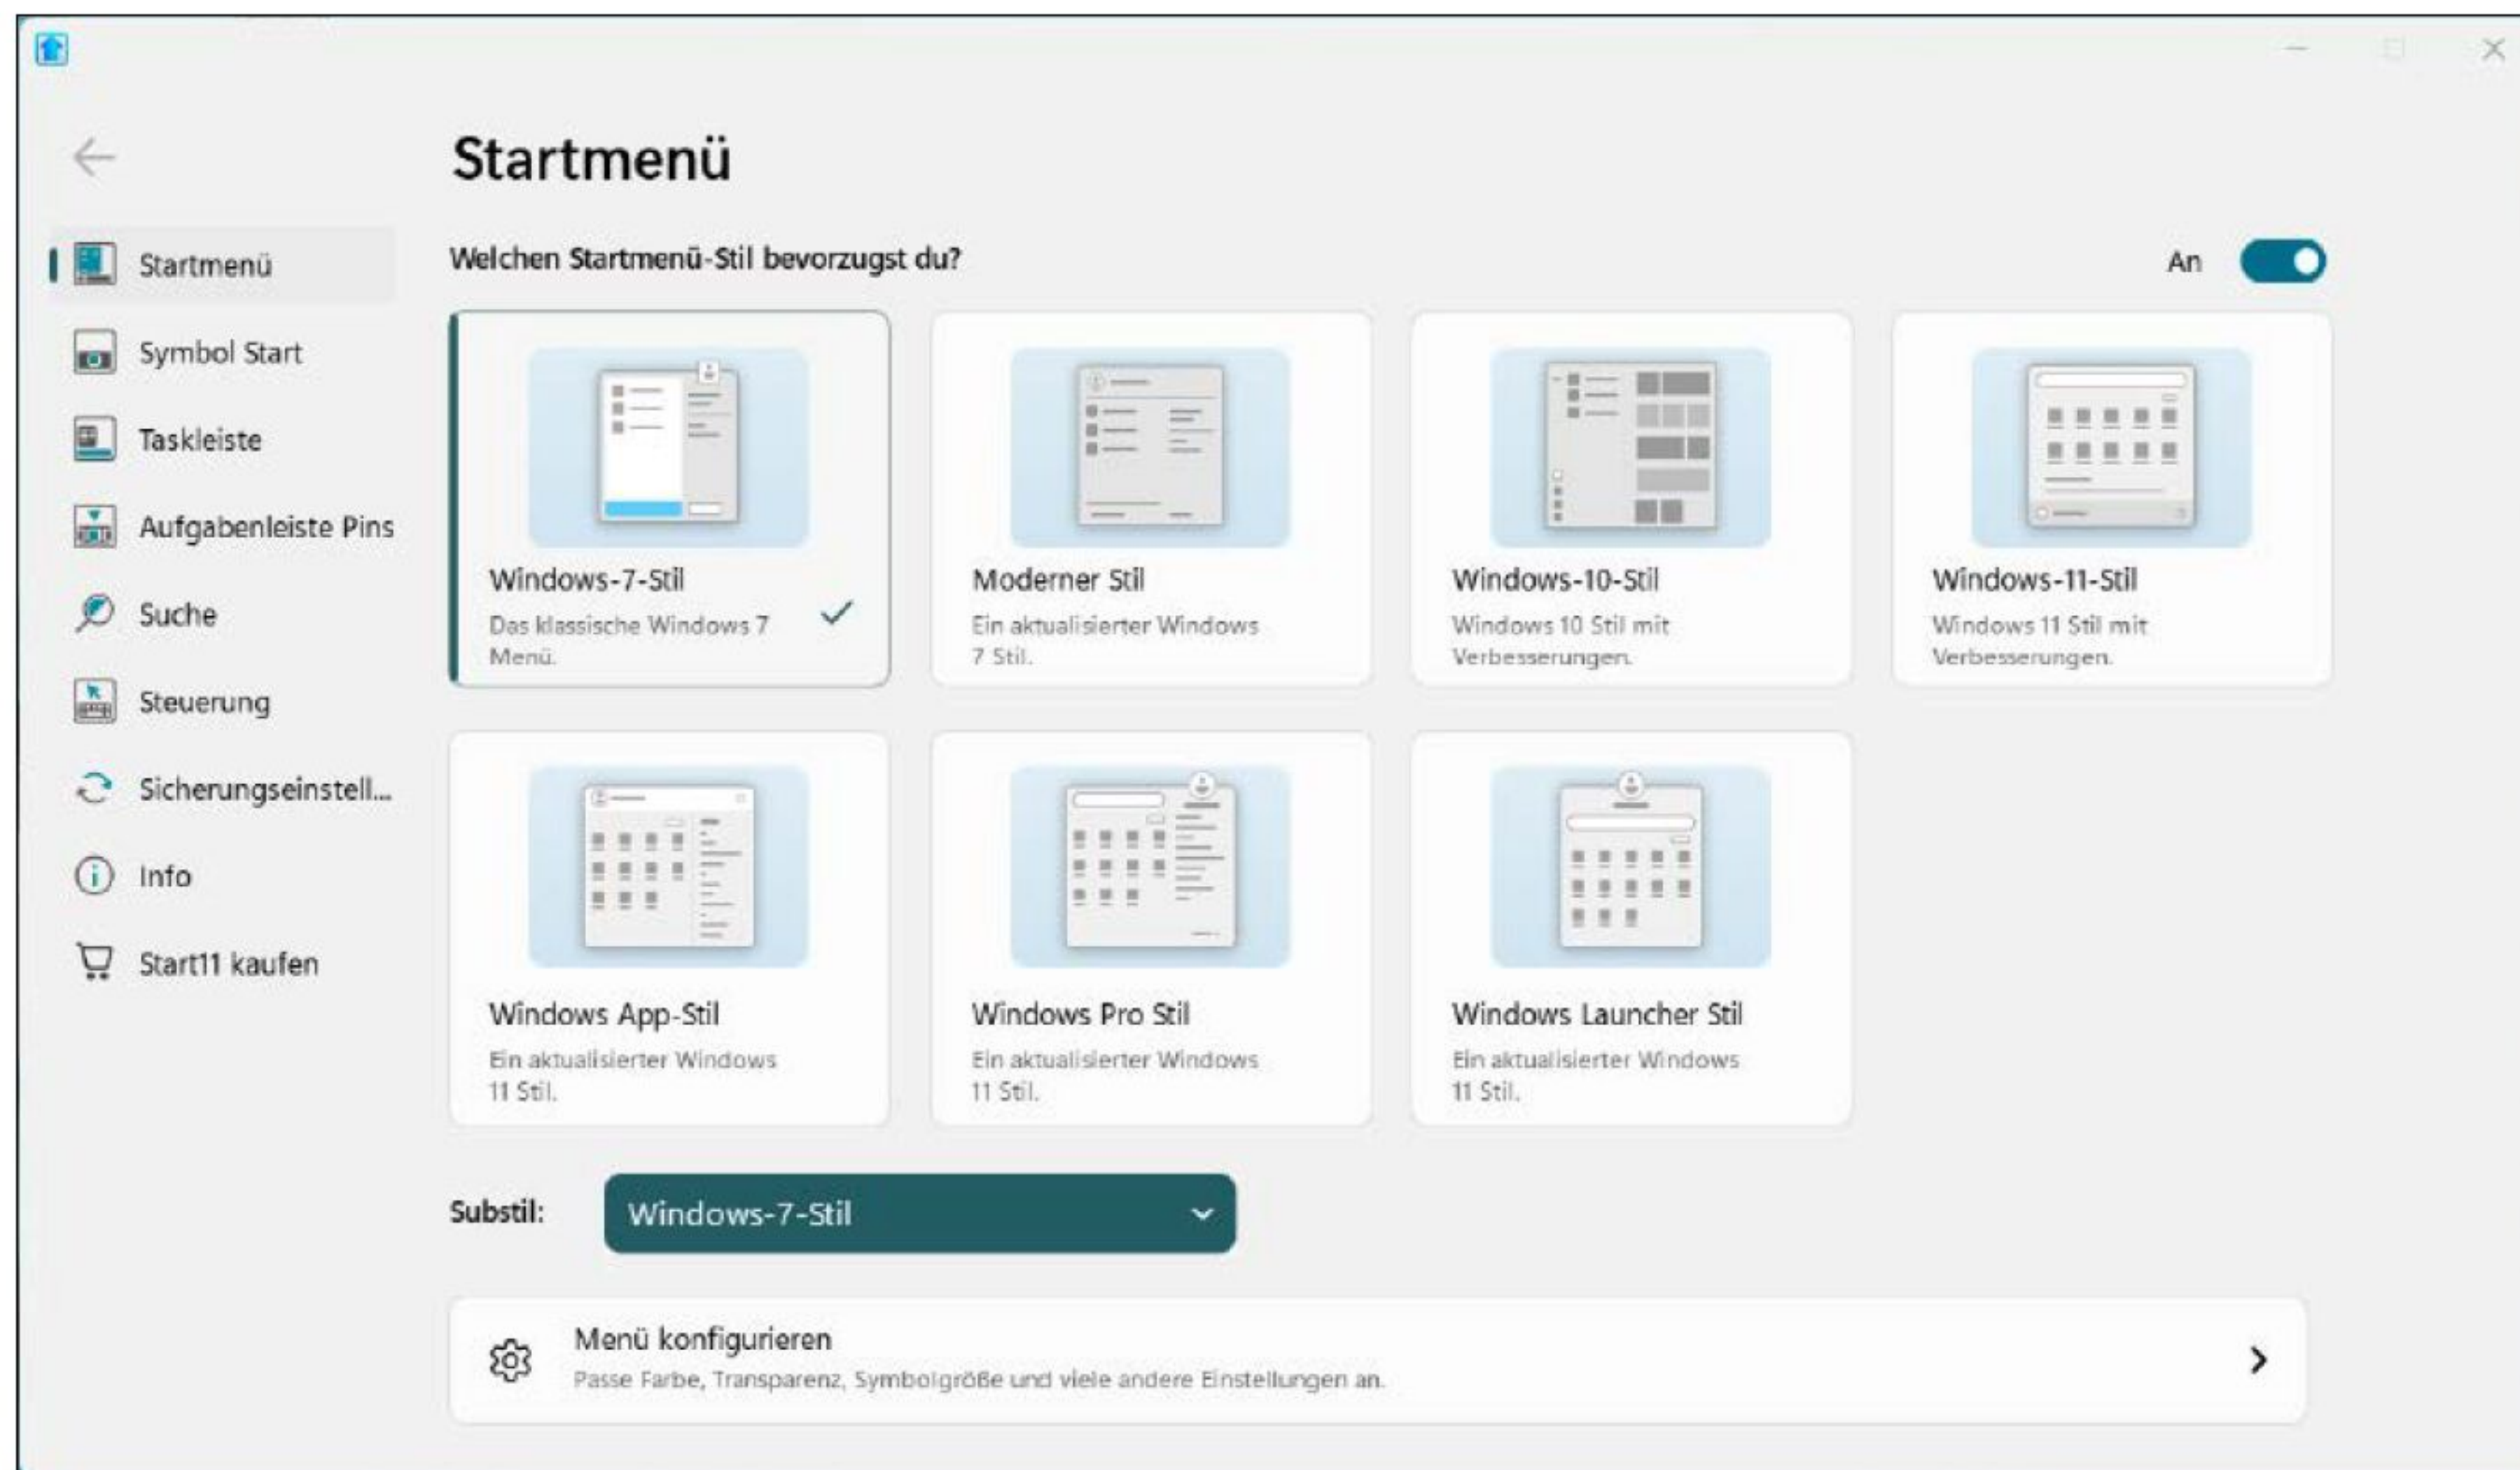 Startmenü
Startmenü
Symbol Start
Taskleiste
Aufgabenleiste Pins
Suche
Steuerung
Sicherungseinstell...
Info
Start11 kaufen
Welchen Startmenü-Stil bevorzugst du?
An
Windows-7-Stil
Das klassische Windows 7
Menü.
Moderner Stil
Ein aktualisierter Windows
7 Stil.
Windows-10-Stil
Windows 10 Stil mit
Verbesserungen.
Windows-11-Stil
Windows 11 Stil mit
Verbesserungen.
Windows App-Stil
Ein aktualisierter Windows
11 Stil.
Windows Pro Stil
Ein aktualisierter Windows
11 Stil.
Windows Launcher Stil
Ein aktualisierter Windows
11 Stil.
Substil:
Windows-7-Stil
Menü konfigurieren
Passe Farbe, Transparenz, Symbolgröße und viele andere Einstellungen an.